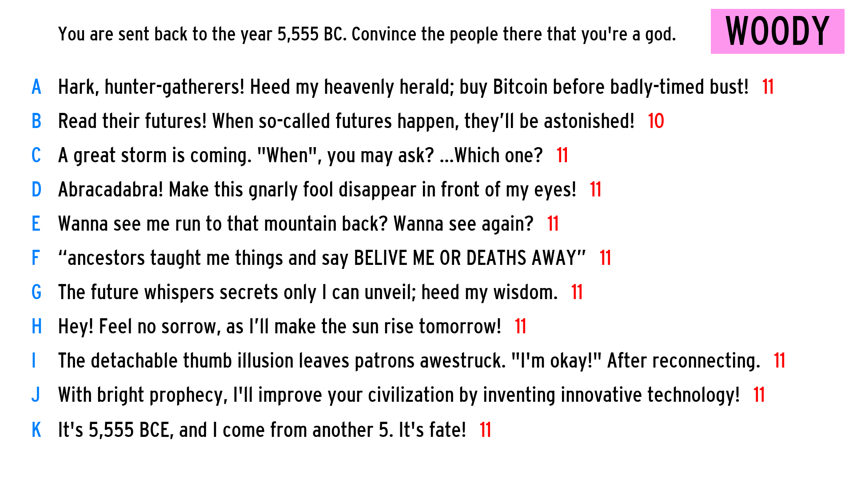 You are sent back to the year 5,555 BC. Convince the people there that you're a god.
WOODY
A Hark, hunter-gatherers! Heed my heavenly herald; buy Bitcoin before badly-timed bust! 11
B Read their futures! When so-called futures happen, they’ll be astonished! 10
C A great storm is coming. "When", you may ask? ...Which one? 11
D Abracadabra! Make this gnarly fool disappear in front of my eyes! 11
E Wanna see me run to that mountain back? Wanna see again? 11
F “ancestors taught me things and say BELIVE ME OR DEATHS AWAY” 11
G The future whispers secrets only I can unveil; heed my wisdom. 11
H Hey! Feel no sorrow, as I’ll make the sun rise tomorrow! 11
I The detachable thumb illusion leaves patrons awestruck. "I'm okay!" After reconnecting. 11
J With bright prophecy, I'll improve your civilization by inventing innovative technology! 11
K It's 5,555 BCE, and I come from another 5. It's fate! 11